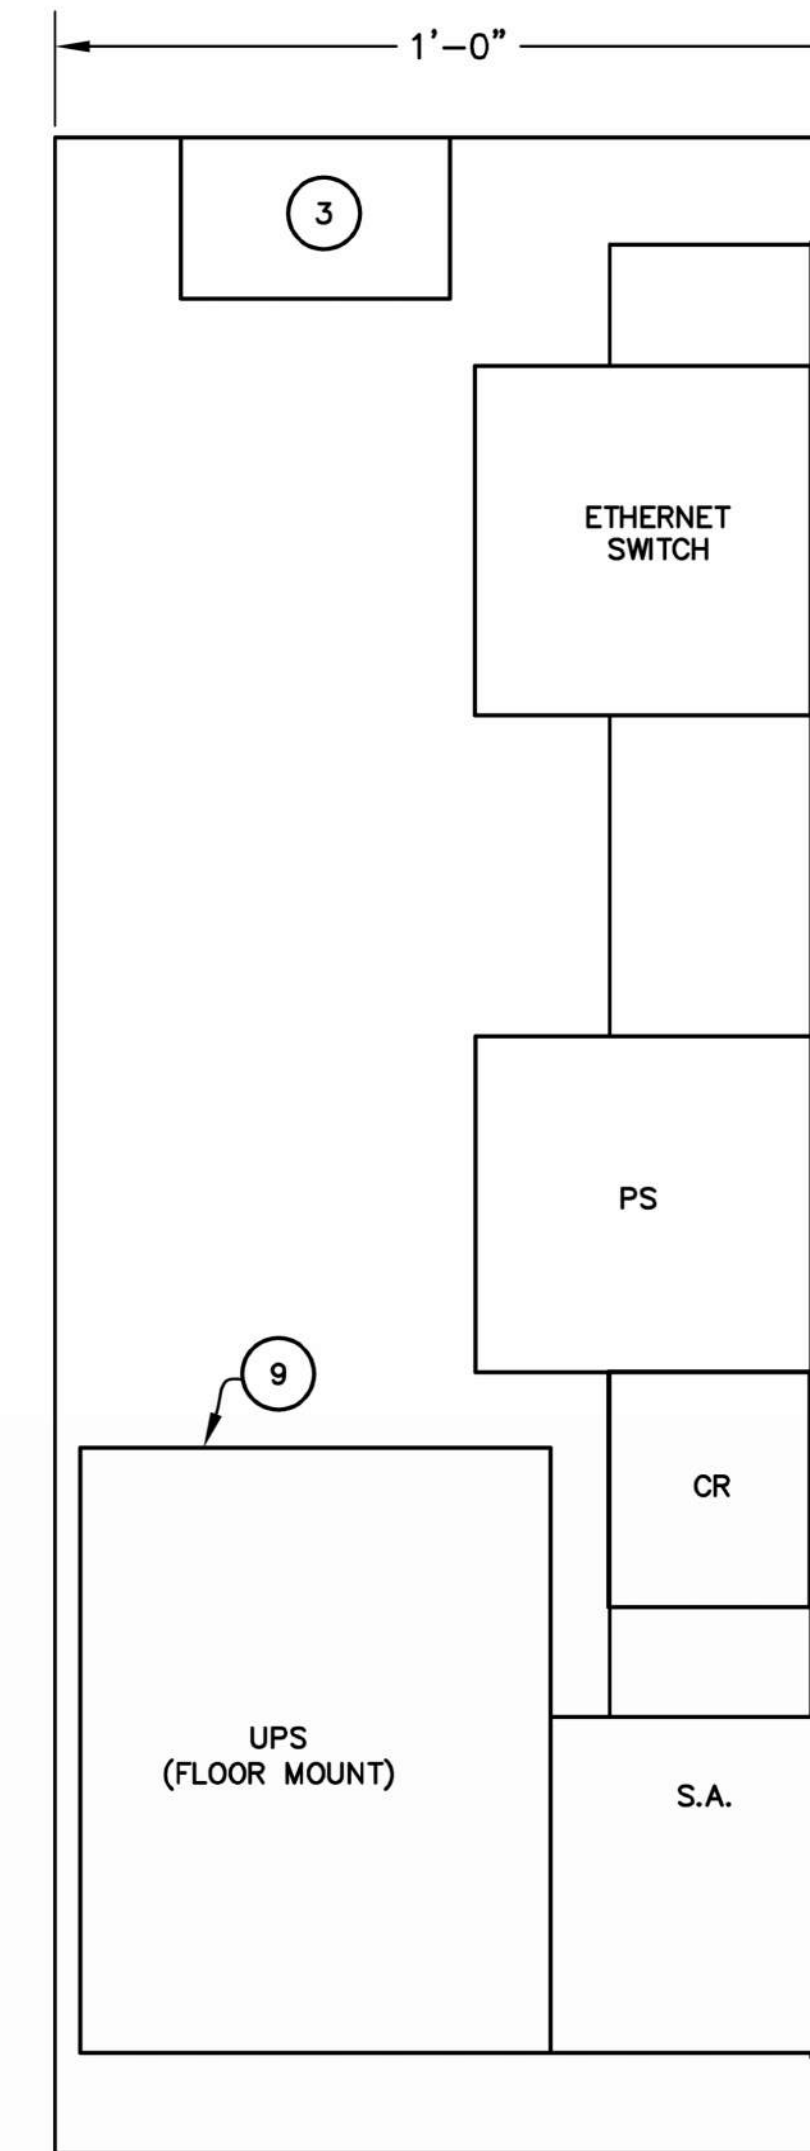 1'-0"
3
ETHERNET
SWITCH
PS
9
CR
UPS
(FLOOR MOUNT)
S.A.